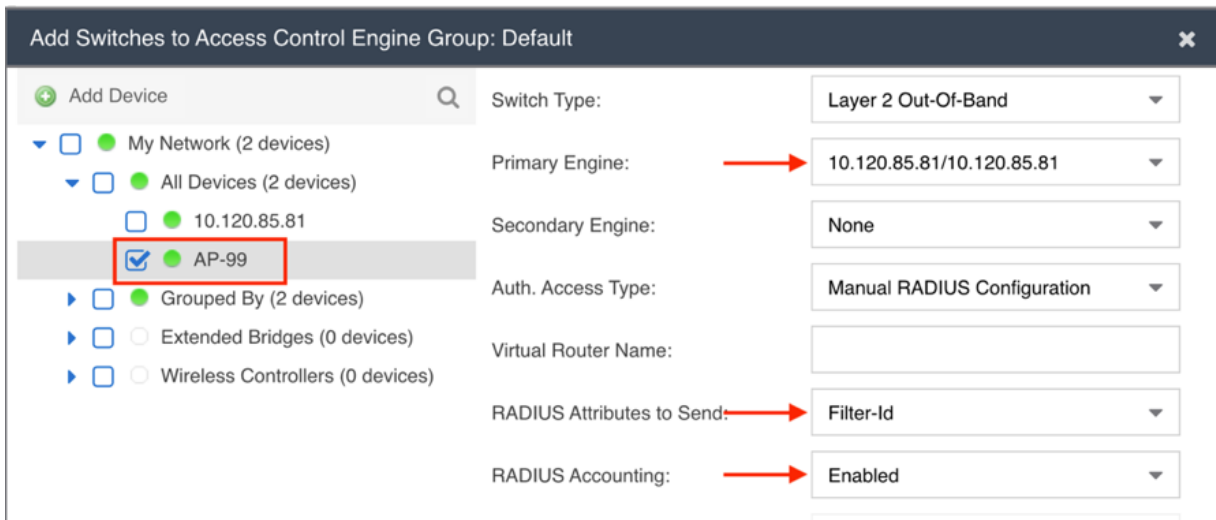 Add Switches to Access Control Engine Group: Default
Add Device
My Network (2 devices)
All Devices (2 devices)
10.120.85.81
AP-99
Grouped By (2 devices)
Extended Bridges (0 devices)
Wireless Controllers (0 devices)
Switch Type: Layer 2 Out-Of-Band
Primary Engine: 10.120.85.81/10.120.85.81
Secondary Engine: None
Auth. Access Type: Manual RADIUS Configuration
Virtual Router Name:
RADIUS Attributes to Send: Filter-Id
RADIUS Accounting: Enabled